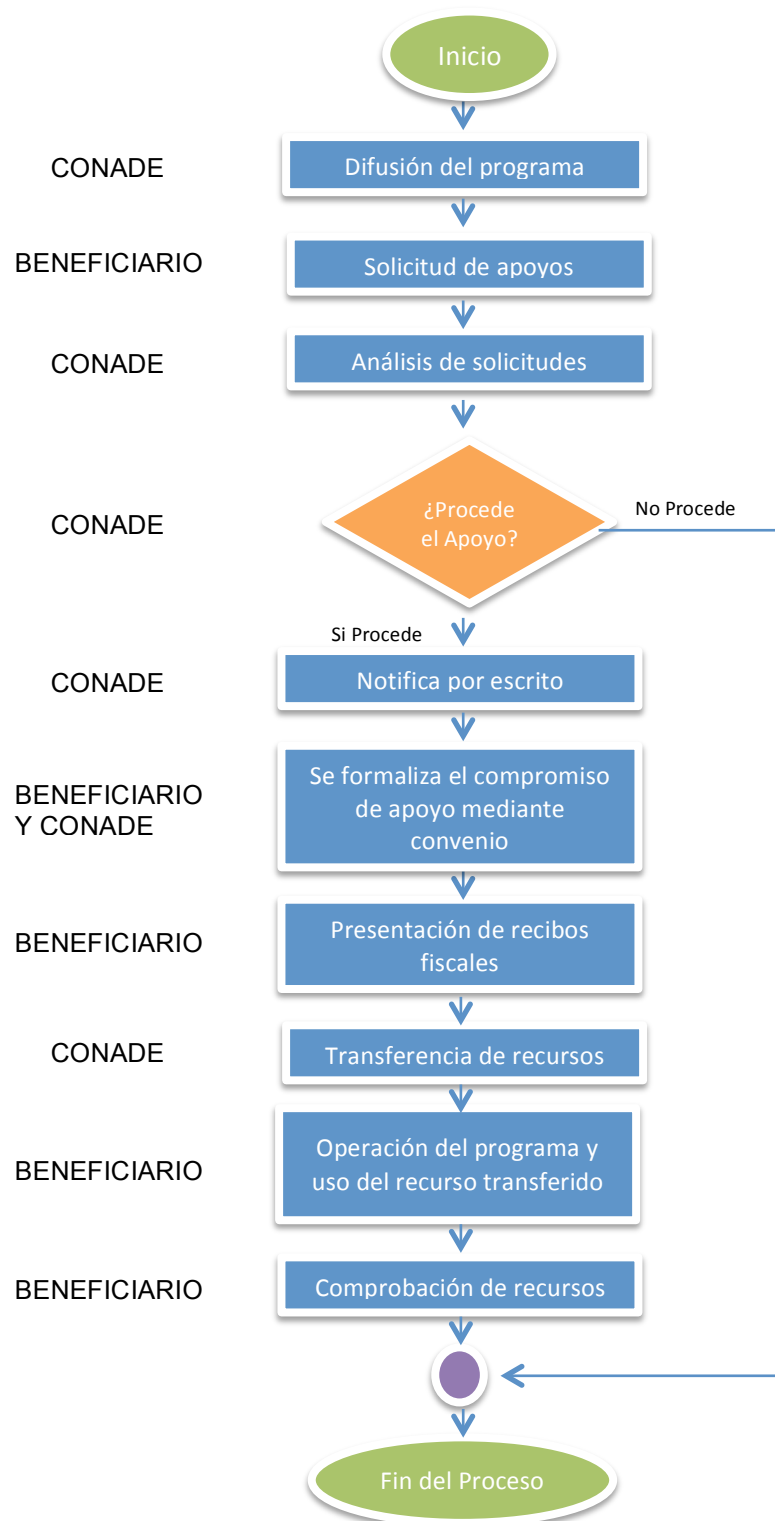 Inicio
CONADE
Difusión del programa
BENEFICIARIO
Solicitud de apoyos
CONADE
Análisis de solicitudes
CONADE
¿Procede
el Apoyo?
No Procede
Si Procede
CONADE
Notifica por escrito
BENEFICIARIO
Y CONADE
Se formaliza el compromiso
de apoyo mediante
convenio
BENEFICIARIO
Presentación de recibos
fiscales
CONADE
Transferencia de recursos
BENEFICIARIO
Operación del programa y
uso del recurso transferido
BENEFICIARIO
Comprobación de recursos
Fin del Proceso